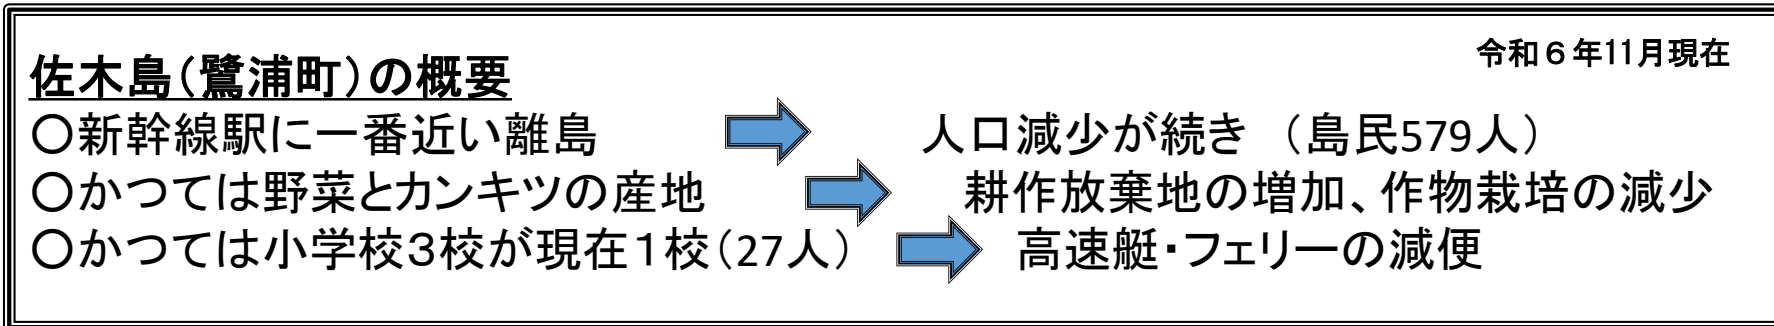 令和６年11月現在
佐木島（鷺浦町）の概要
〇新幹線駅に一番近い離島　人口減少が続き　（島民579人）
〇かつては野菜とカンキツの産地　耕作放棄地の増加、作物栽培の減少
〇かつては小学校３校が現在１校（27人）　高速艇・フェリーの減便